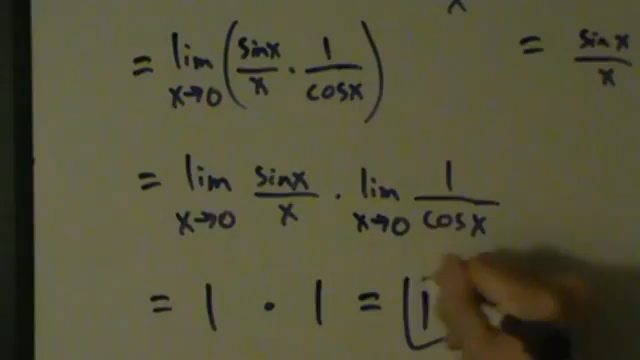 = lim x→0 (sinx/x · 1/cosx)
= sinx/x
= lim x→0 sinx/x · lim x→0 1/cosx
= 1 · 1 = 1